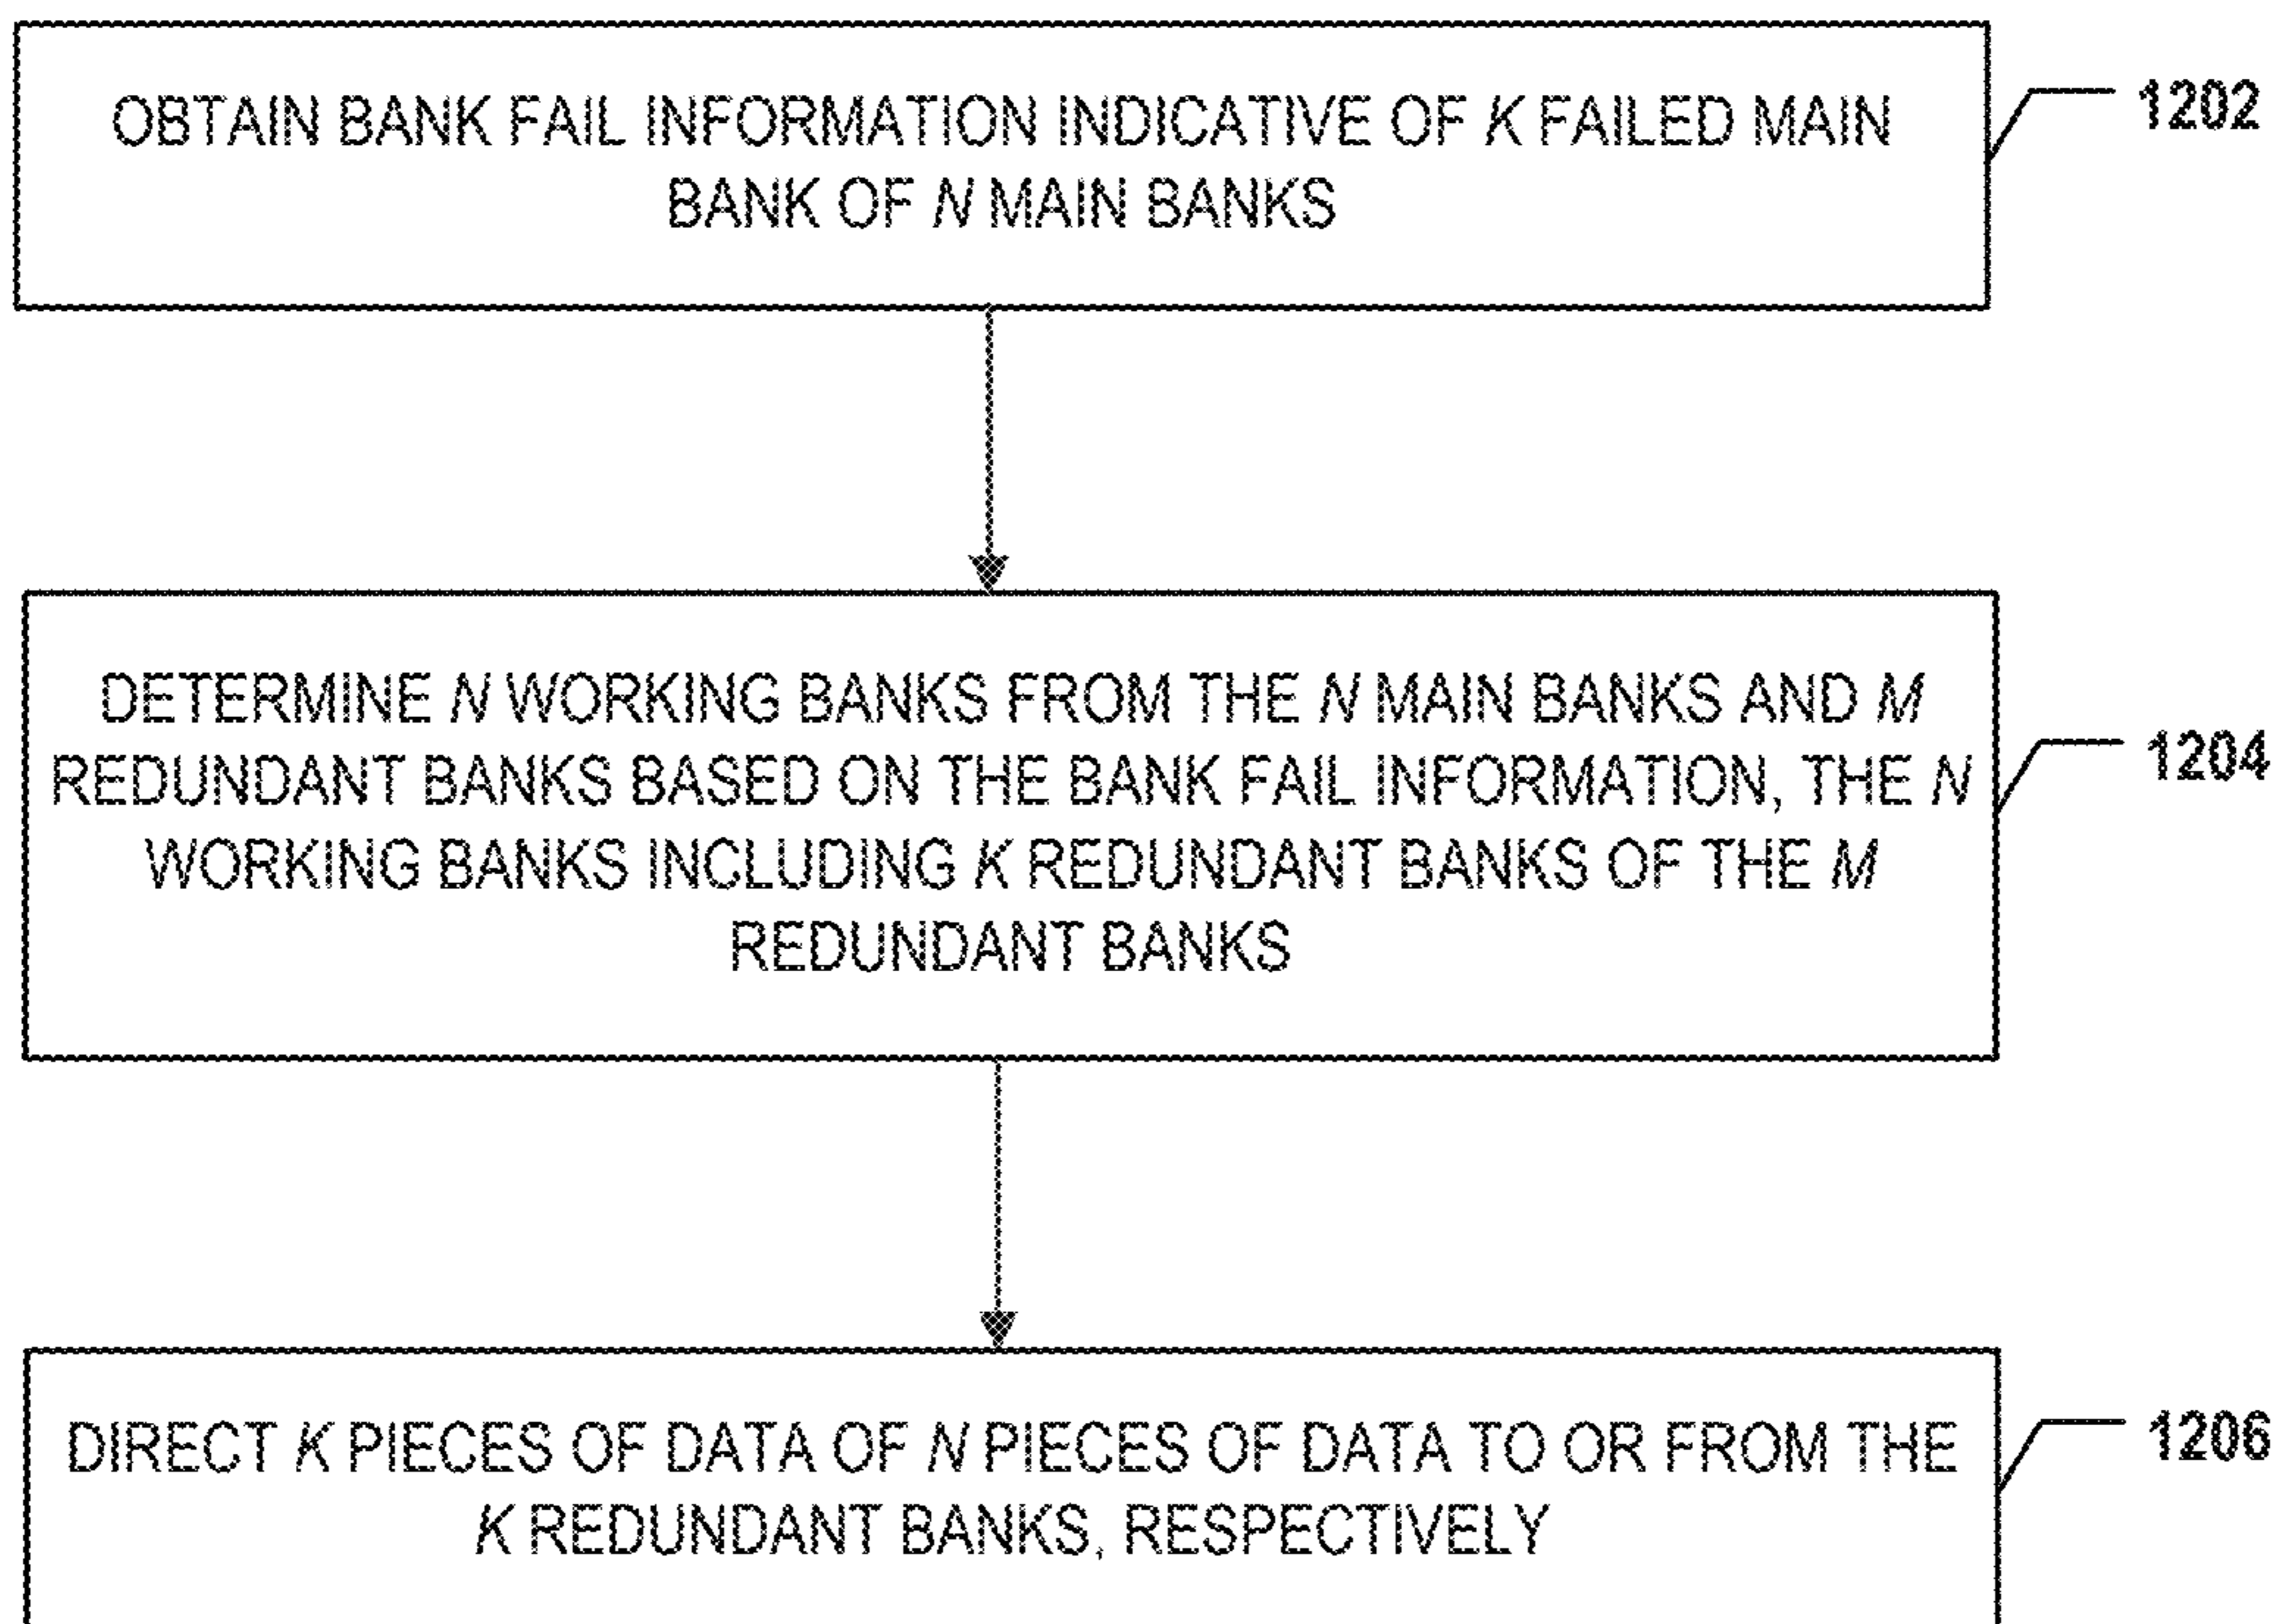 OBTAIN BANK FAIL INFORMATION INDICATIVE OF K FAILED MAIN
BANK OF N MAIN BANKS
1202
DETERMINE N WORKING BANKS FROM THE N MAIN BANKS AND M
REDUNDANT BANKS BASED ON THE BANK FAIL INFORMATION, THE N
WORKING BANKS INCLUDING K REDUNDANT BANKS OF THE M
REDUNDANT BANKS
1204
DIRECT K PIECES OF DATA OF N PIECES OF DATA TO OR FROM THE
K REDUNDANT BANKS, RESPECTIVELY
1206